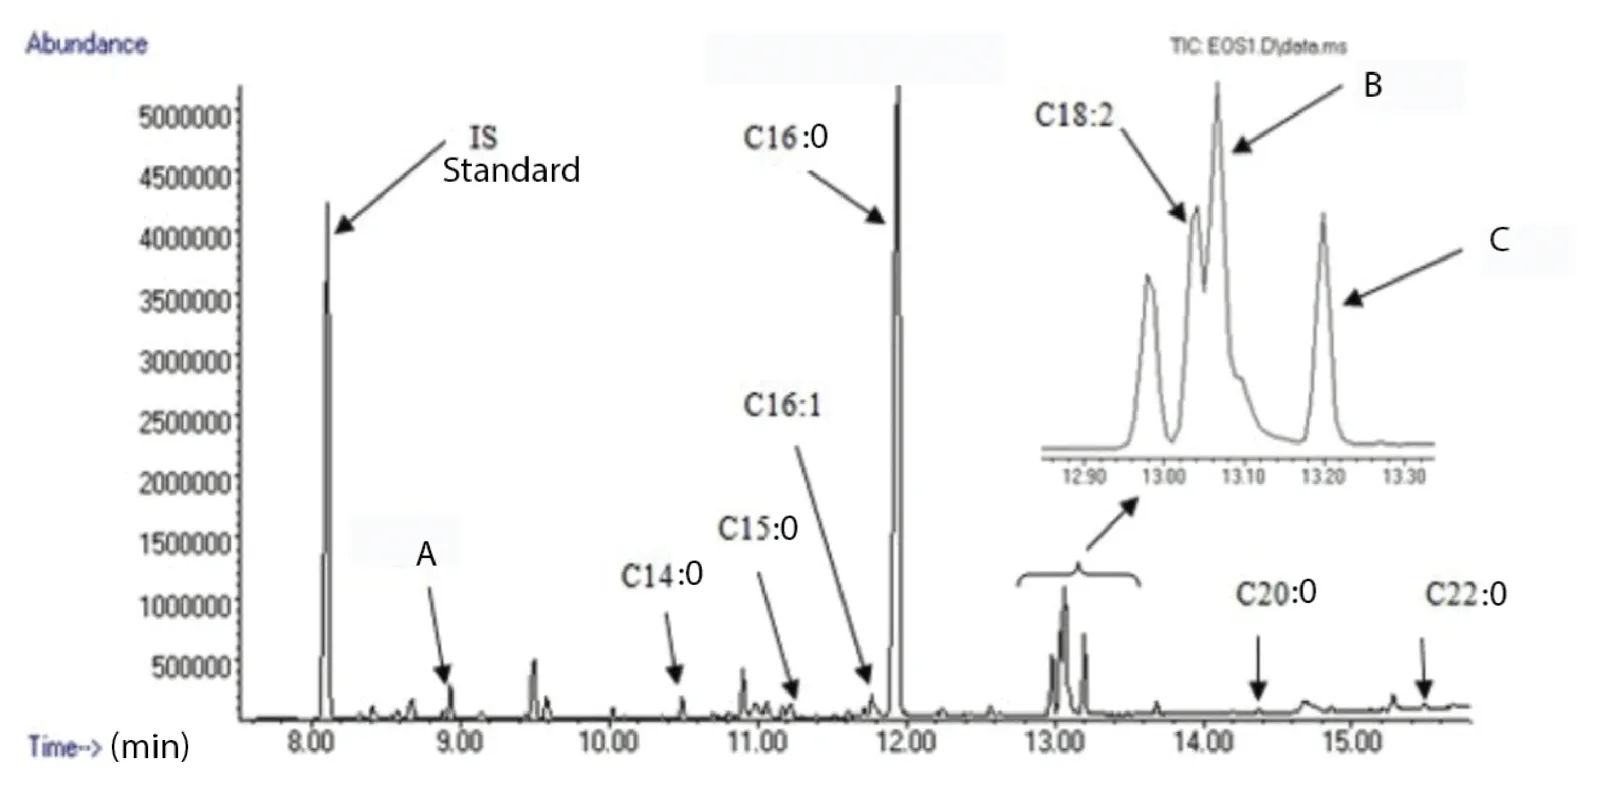 Abundance
TIC: EOS1.D\data.ms
B
C18:2
5000000
IS
Standard
C16:0
4500000
4000000
C
3500000
3000000
C16:1
2500000
12.90 13.00 13.10 13.20 13.30
2000000
C15:0
1500000
A
C14:0
C20:0
C22:0
1000000
500000
8.00 9.00 10.00 11.00 12.00 13.00 14.00 15.00
Time--> (min)